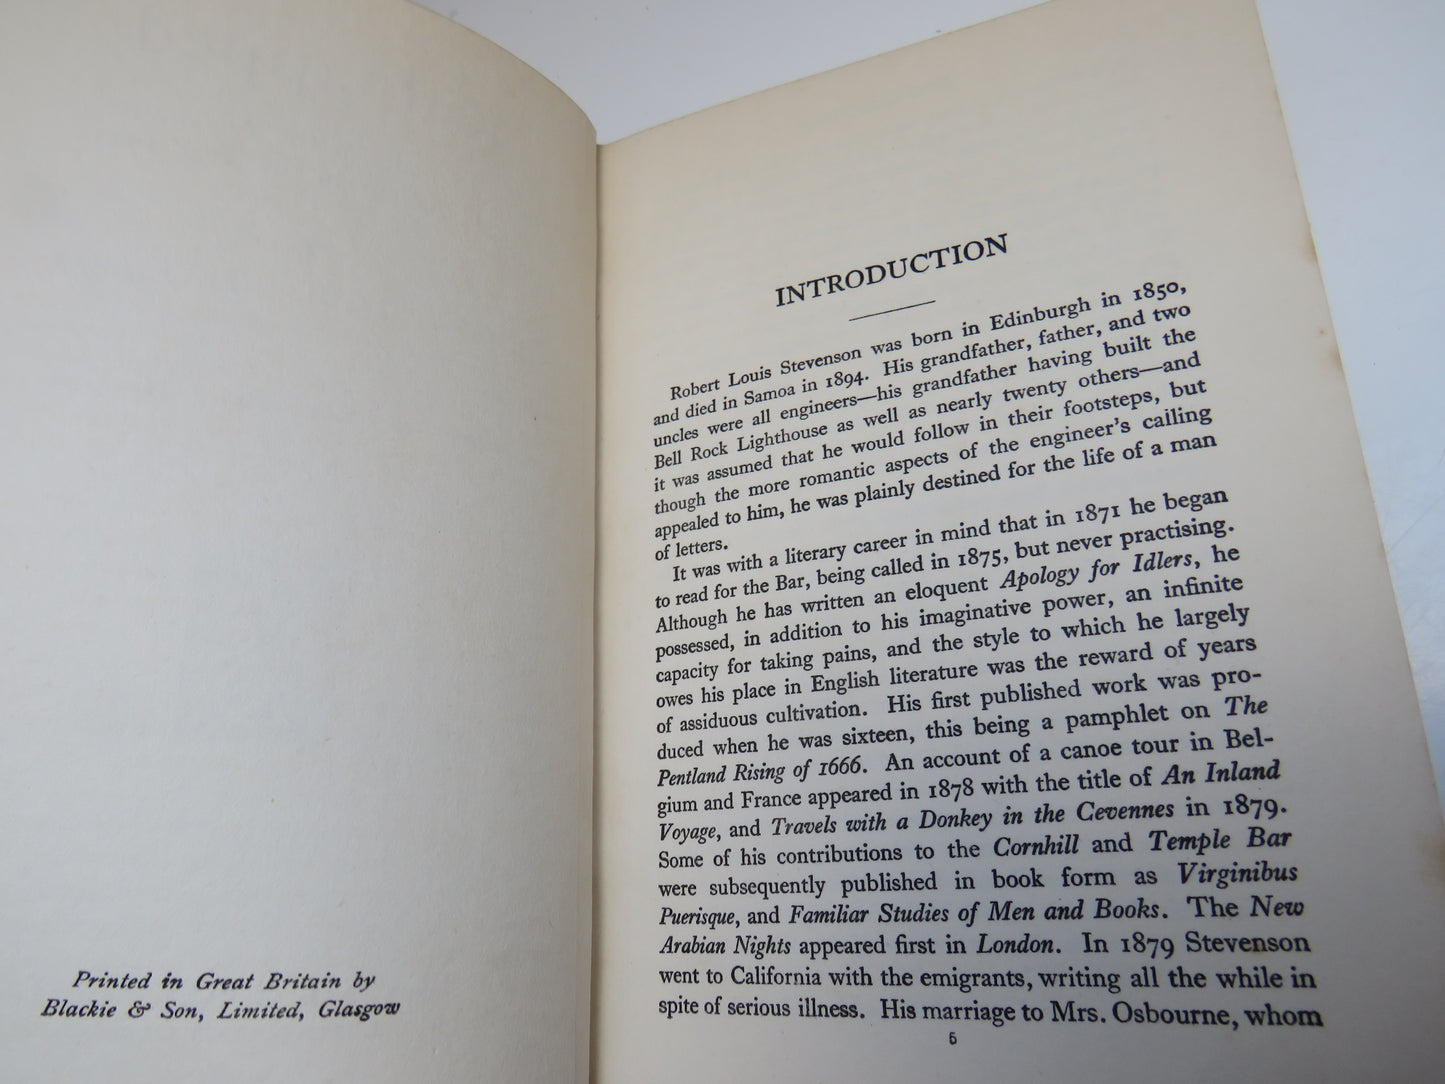 Printed in Great Britain by
Blackie & Son, Limited, Glasgow
INTRODUCTION
Robert Louis Stevenson was born in Edinburgh in 1850,
and died in Samoa in 1894. His grandfather, father, and two
uncles were all engineers—his grandfather having built the
Bell Rock Lighthouse as well as nearly twenty others—and
it was assumed that he would follow in their footsteps, but
though the more romantic aspects of the engineer's calling
appealed to him, he was plainly destined for the life of a man
of letters.
It was with a literary career in mind that in 1871 he began
to read for the Bar, being called in 1875, but never practising.
Although he has written an eloquent Apology for Idlers, he
possessed, in addition to his imaginative power, an infinite
capacity for taking pains, and the style to which he largely
owes his place in English literature was the reward of years
of assiduous cultivation. His first published work was pro-
duced when he was sixteen, this being a pamphlet on The
Pentland Rising of 1666. An account of a canoe tour in Bel-
gium and France appeared in 1878 with the title of An Inland
Voyage, and Travels with a Donkey in the Cevennes in 1879.
Some of his contributions to the Cornhill and Temple Bar
were subsequently published in book form as Virginibus
Puerisque, and Familiar Studies of Men and Books. The New
Arabian Nights appeared first in London. In 1879 Stevenson
went to California with the emigrants, writing all the while in
spite of serious illness. His marriage to Mrs. Osbourne, whom
5